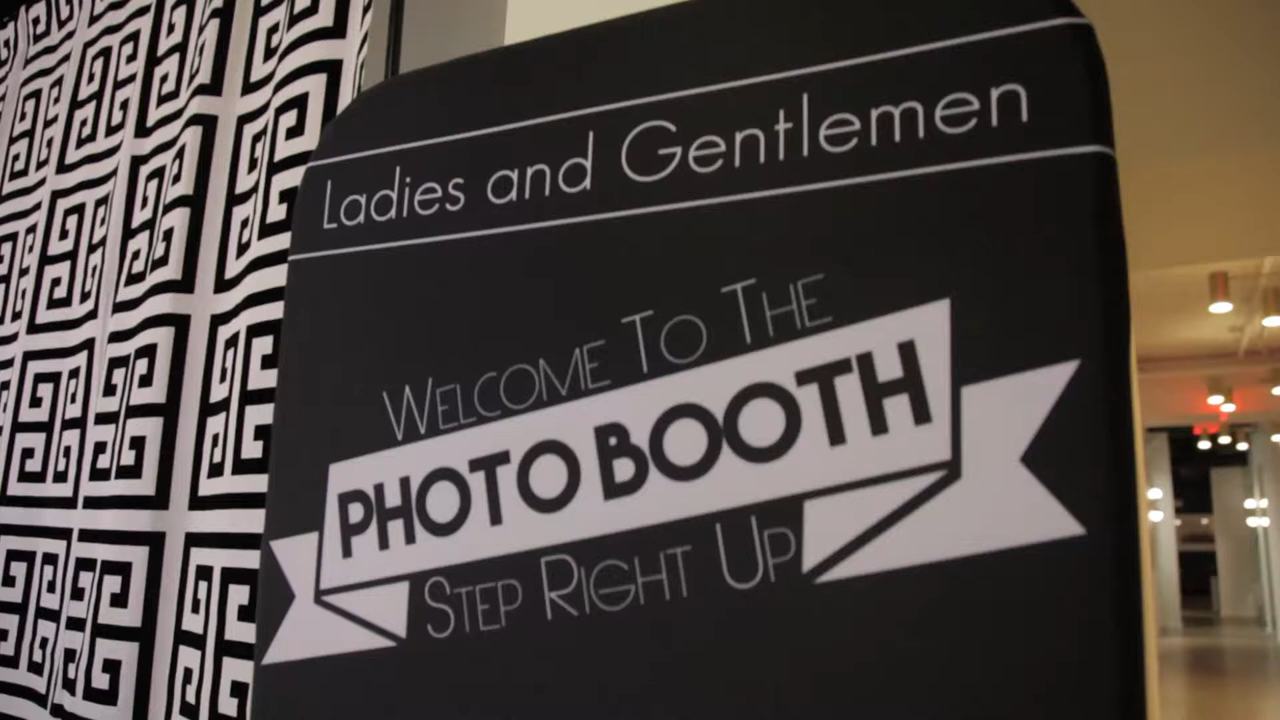 Ladies and Gentlemen
WELCOME TO THE
PHOTO BOOTH
STEP RIGHT UP